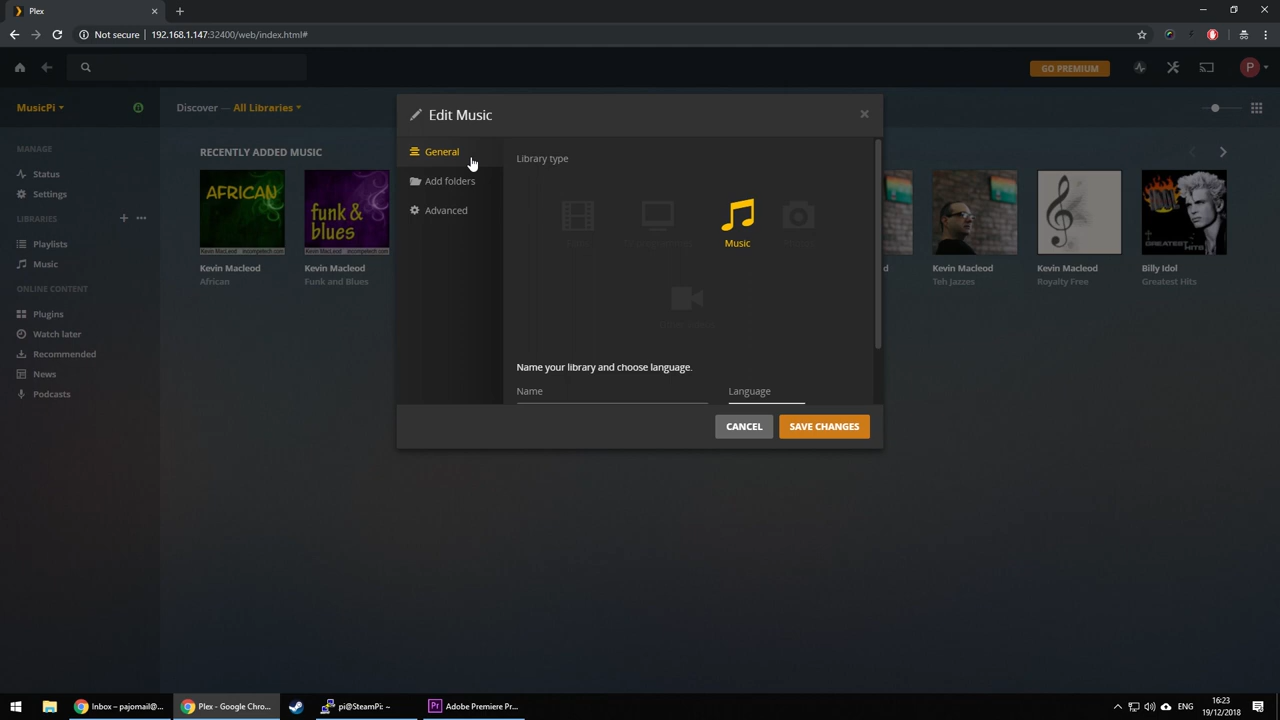 Plex
Not secure 192.168.1.147:32400/web/index.html#
GO PREMIUM
P
MusicPi
Discover — All Libraries
MANAGE
Status
Settings
LIBRARIES
Playlists
Music
ONLINE CONTENT
Plugins
Watch later
Recommended
News
Podcasts
RECENTLY ADDED MUSIC
AFRICAN
funk & blues
GREATEST HITS
Kevin Macleod
African
Kevin Macleod
Funk and Blues
d
Kevin Macleod
Teh Jazzes
Kevin Macleod
Royalty Free
Billy Idol
Greatest Hits
Edit Music
General
Add folders
Advanced
Library type
Music
Name your library and choose language.
Name
Language
CANCEL
SAVE CHANGES
Inbox – pajomail@...
Plex - Google Chro...
pi@SteamPi: ~
Adobe Premiere Pr...
ENG
16:23
19/12/2018